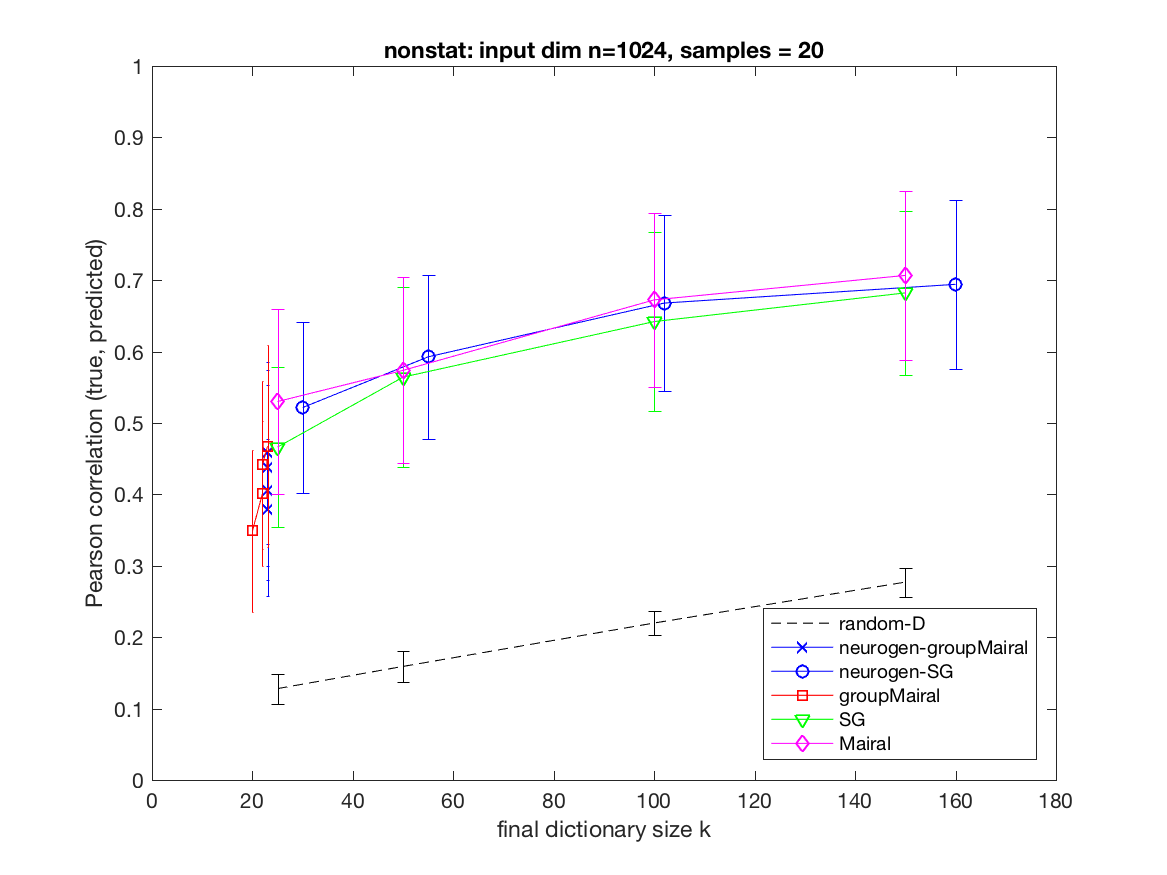 nonstat: input dim n=1024, samples = 20
Pearson correlation (true, predicted)
1
0.9
0.8
0.7
0.6
0.5
0.4
0.3
0.2
0.1
0
0 20 40 60 80 100 120 140 160 180
final dictionary size k
random-D
neurogen-groupMairal
neurogen-SG
groupMairal
SG
Mairal